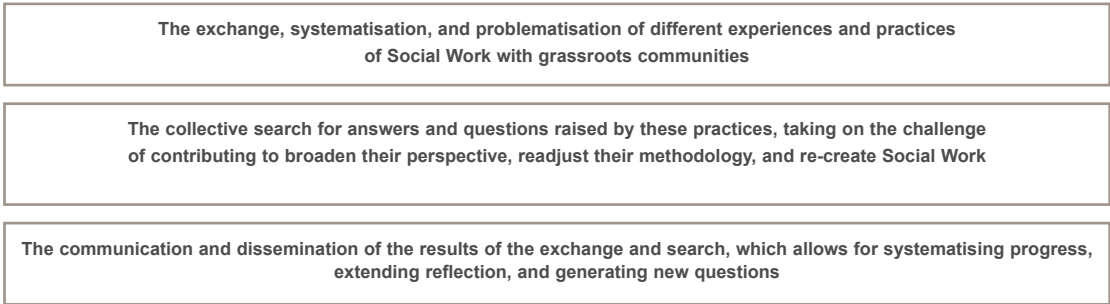 The exchange, systematisation, and problematisation of different experiences and practices
of Social Work with grassroots communities
The collective search for answers and questions raised by these practices, taking on the challenge
of contributing to broaden their perspective, readjust their methodology, and re-create Social Work
The communication and dissemination of the results of the exchange and search, which allows for systematising progress,
extending reflection, and generating new questions